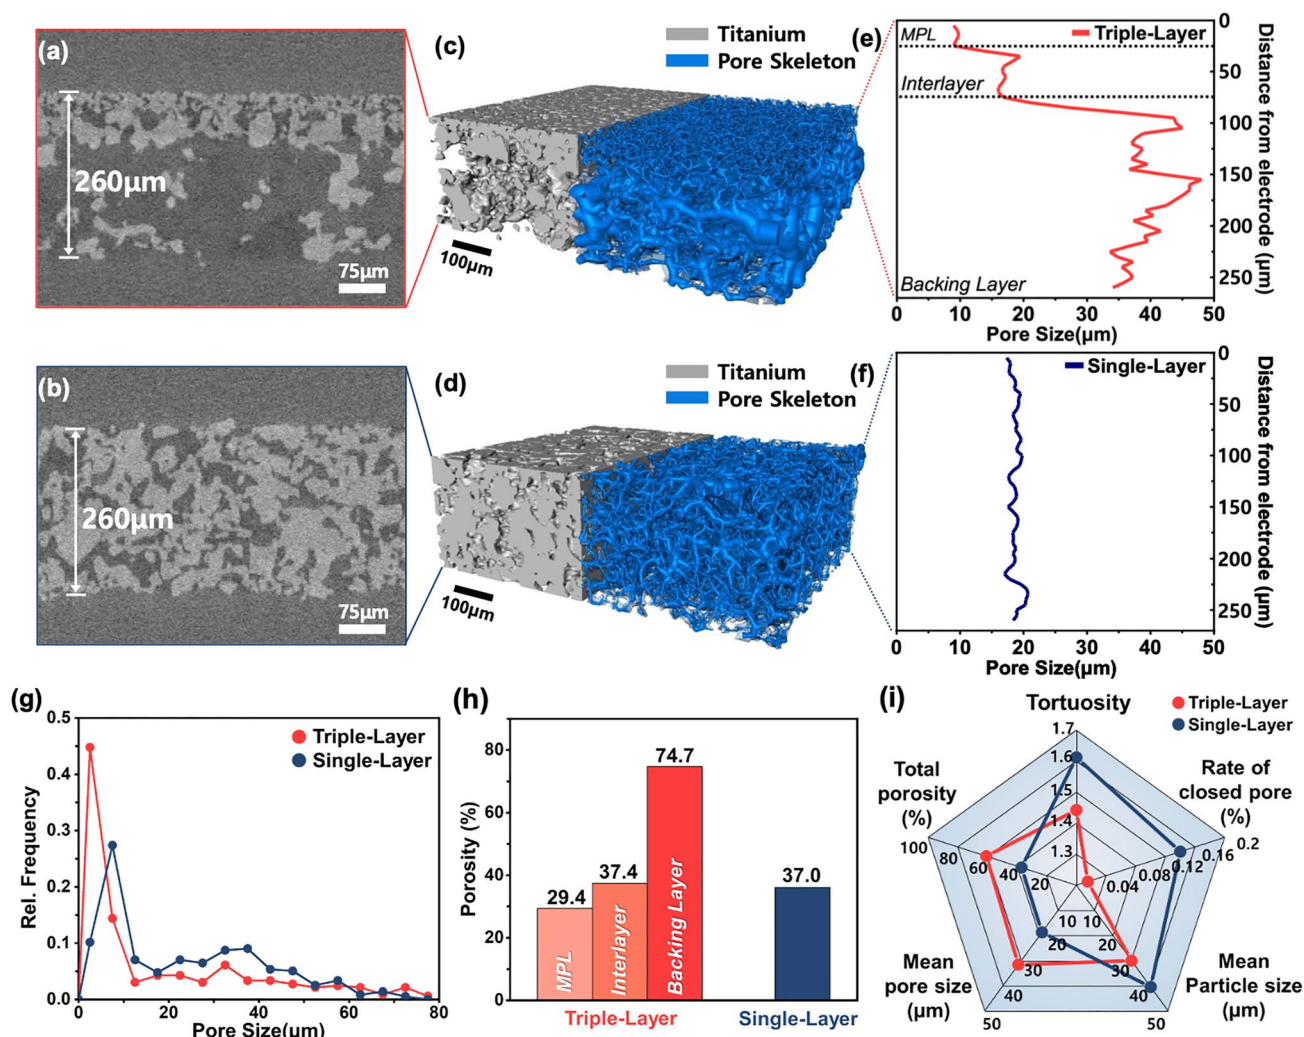 (a)
260μm
75μm
(c)
Titanium
Pore Skeleton
100μm
(e)
MPL
Triple-Layer
Interlayer
Backing Layer
0
50
100
150
200
250
Distance from electrode (μm)
0 10 20 30 40 50
Pore Size(μm)
(b)
260μm
75μm
(d)
Titanium
Pore Skeleton
100μm
(f)
Single-Layer
0
50
100
150
200
250
Distance from electrode (μm)
0 10 20 30 40 50
Pore Size(μm)
(g)
Rel. Frequency
0.5
0.4
0.3
0.2
0.1
0.0
Triple-Layer
Single-Layer
0 20 40 60 80
Pore Size(μm)
(h)
Porosity (%)
80
60
40
20
0
29.4
37.4
74.7
37.0
MPL
Interlayer
Backing Layer
Triple-Layer
Single-Layer
(i)
Triple-Layer
Single-Layer
Tortuosity
1.7
1.6
1.5
1.4
1.3
Rate of
closed pore
(%)
0.04 0.08 0.12 0.16 0.2
Mean
Particle size
(μm)
10
20
30
40
50
Mean
pore size
(μm)
10
20
30
40
50
Total
porosity
(%)
100 80 60 40 20